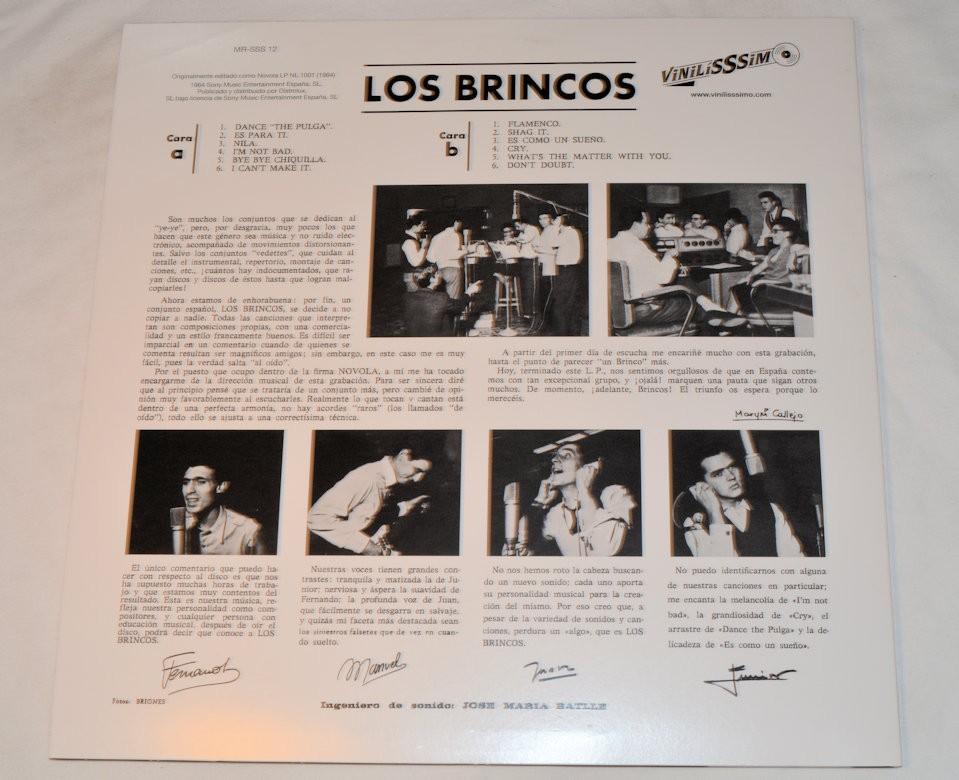 MR-SSS 12
Originalmente editado como Novola LP NL 1001 (1964)
1964 Sony Music Entertainment España, SL.
Publicado y distribuido por Distrolux,
SL bajo licencia de Sony Music Entertainment España, SL
LOS BRINCOS
ViNiLiSSSiMO
www.vinilisssimo.com
Cara
a
1. DANCE "THE PULGA".
2. ES PARA TI.
3. NILA.
4. I'M NOT BAD.
5. BYE BYE CHIQUILLA.
6. I CAN'T MAKE IT.
Cara
b
1. FLAMENCO.
2. SHAG IT.
3. ES COMO UN SUENO.
4. CRY.
5. WHAT'S THE MATTER WITH YOU.
6. DON'T DOUBT.
Son muchos los conjuntos que se dedican al
"ye-ye", pero, por desgracia, muy pocos los que
hacen que este género sea música y no ruido elec-
trónico, acompañado de movimientos distorsionan-
tes. Salvo los conjuntos "vedettes", que cuidan al
detalle el instrumental, repertorio, montaje de can-
ciones, etc., ¡cuántos hay indocumentados, que ra-
yan discos y discos de éstos hasta que logran mal-
copiarles!
Ahora estamos de enhorabuena: por fin, un
conjunto español, LOS BRINCOS, se decide a no
copiar a nadie. Todas las canciones que interpre-
tan son composiciones propias, con una comercia-
lidad y un estilo francamente buenos. Es difícil ser
imparcial en un comentario cuando de quienes se
comenta resultan ser magníficos amigos; sin embargo, en este caso me es muy
fácil, pues la verdad salta "al oído".
Por el puesto que ocupo dentro de la firma NOVOLA, a mí me ha tocado
encargarme de la dirección musical de esta grabación. Para ser sincera diré
que al principio pensé que se trataría de un conjunto más, pero cambié de opi-
nión muy favorablemente al escucharles. Realmente lo que tocan y cantan está
dentro de una perfecta armonía, no hay acordes "raros" (los llamados "de
oído"), todo ello se ajusta a una correctísima técnica.
A partir del primer día de escucha me encariñé mucho con esta grabación,
hasta el punto de parecer "un Brinco" más.
Hoy, terminado este L. P., nos sentimos orgullosos de que en España conte-
mos con tan excepcional grupo, y ¡ojalá! marquen una pauta que sigan otros
muchos. De momento, ¡adelante, Brincos! El triunfo os espera porque lo
merecéis.
Maryní Callejo
El único comentario que puedo ha-
cer con respecto al disco es que nos
ha supuesto muchas horas de traba-
jo y que estamos muy contentos del
resultado. Esta es nuestra música, re-
fleja nuestra personalidad como com-
positores, y cualquier persona con
educación musical, después de oír el
disco, podrá decir que conoce a LOS
BRINCOS.
Fernando
Nuestras voces tienen grandes con-
trastes: tranquila y matizada la de Ju-
nior; nerviosa y áspera la suavidad de
Fernando; la profunda voz de Juan,
que fácilmente se desgarra en salvaje,
y quizás mi faceta más destacada sean
los siniestros falsetes que de vez en cuan-
do suelto.
Manuel
No nos hemos roto la cabeza buscan-
do un nuevo sonido; cada uno aporta
su personalidad musical para la crea-
ción del mismo. Por eso creo que, a
pesar de la variedad de sonidos y can-
ciones, perdura un «algo», que es LOS
BRINCOS.
Juan
No puedo identificarnos con alguna
de nuestras canciones en particular;
me encanta la melancolía de «I'm not
bad», la grandiosidad de «Cry», el
arrastre de «Dance the Pulga» y la de-
licadeza de «Es como un sueño».
Junior
Fotos: BRIONES
Ingeniero de sonido: JOSE MARIA BATLLE